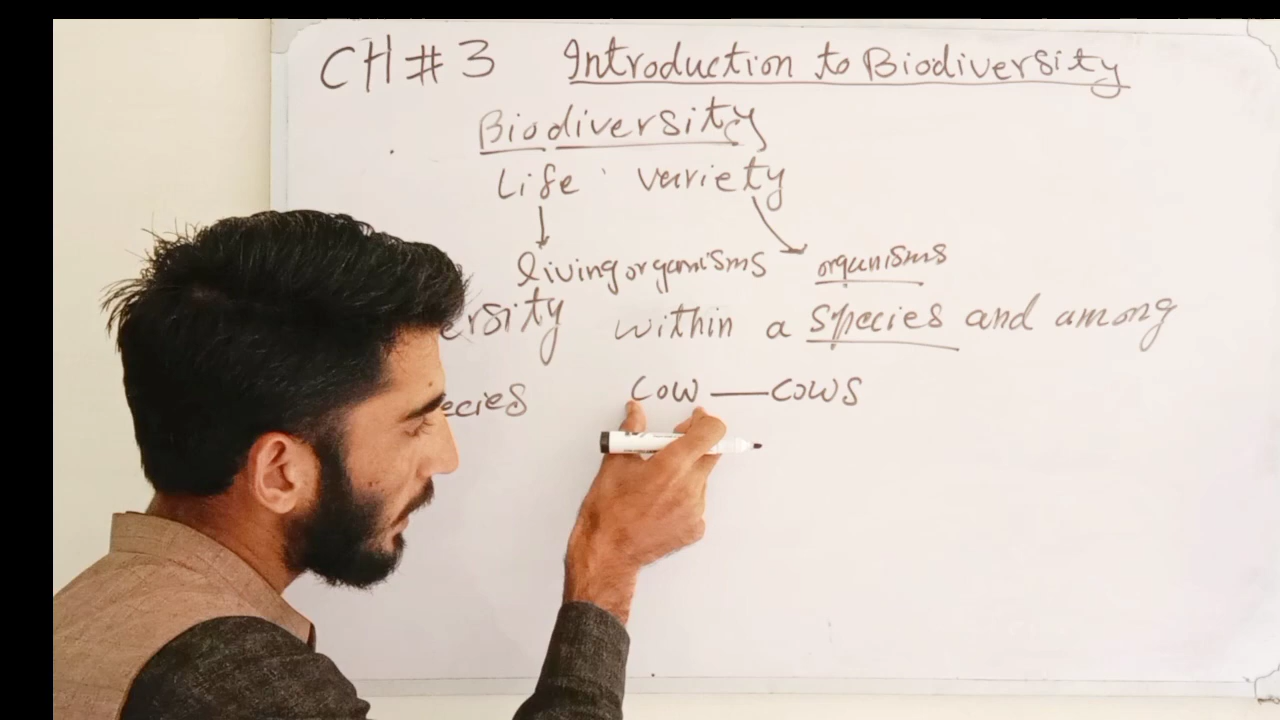 CH # 3 Introduction to Biodiversity
Biodiversity
Life variety
living organisms organisms
ersity within a species and among
ecies Cow — Cows